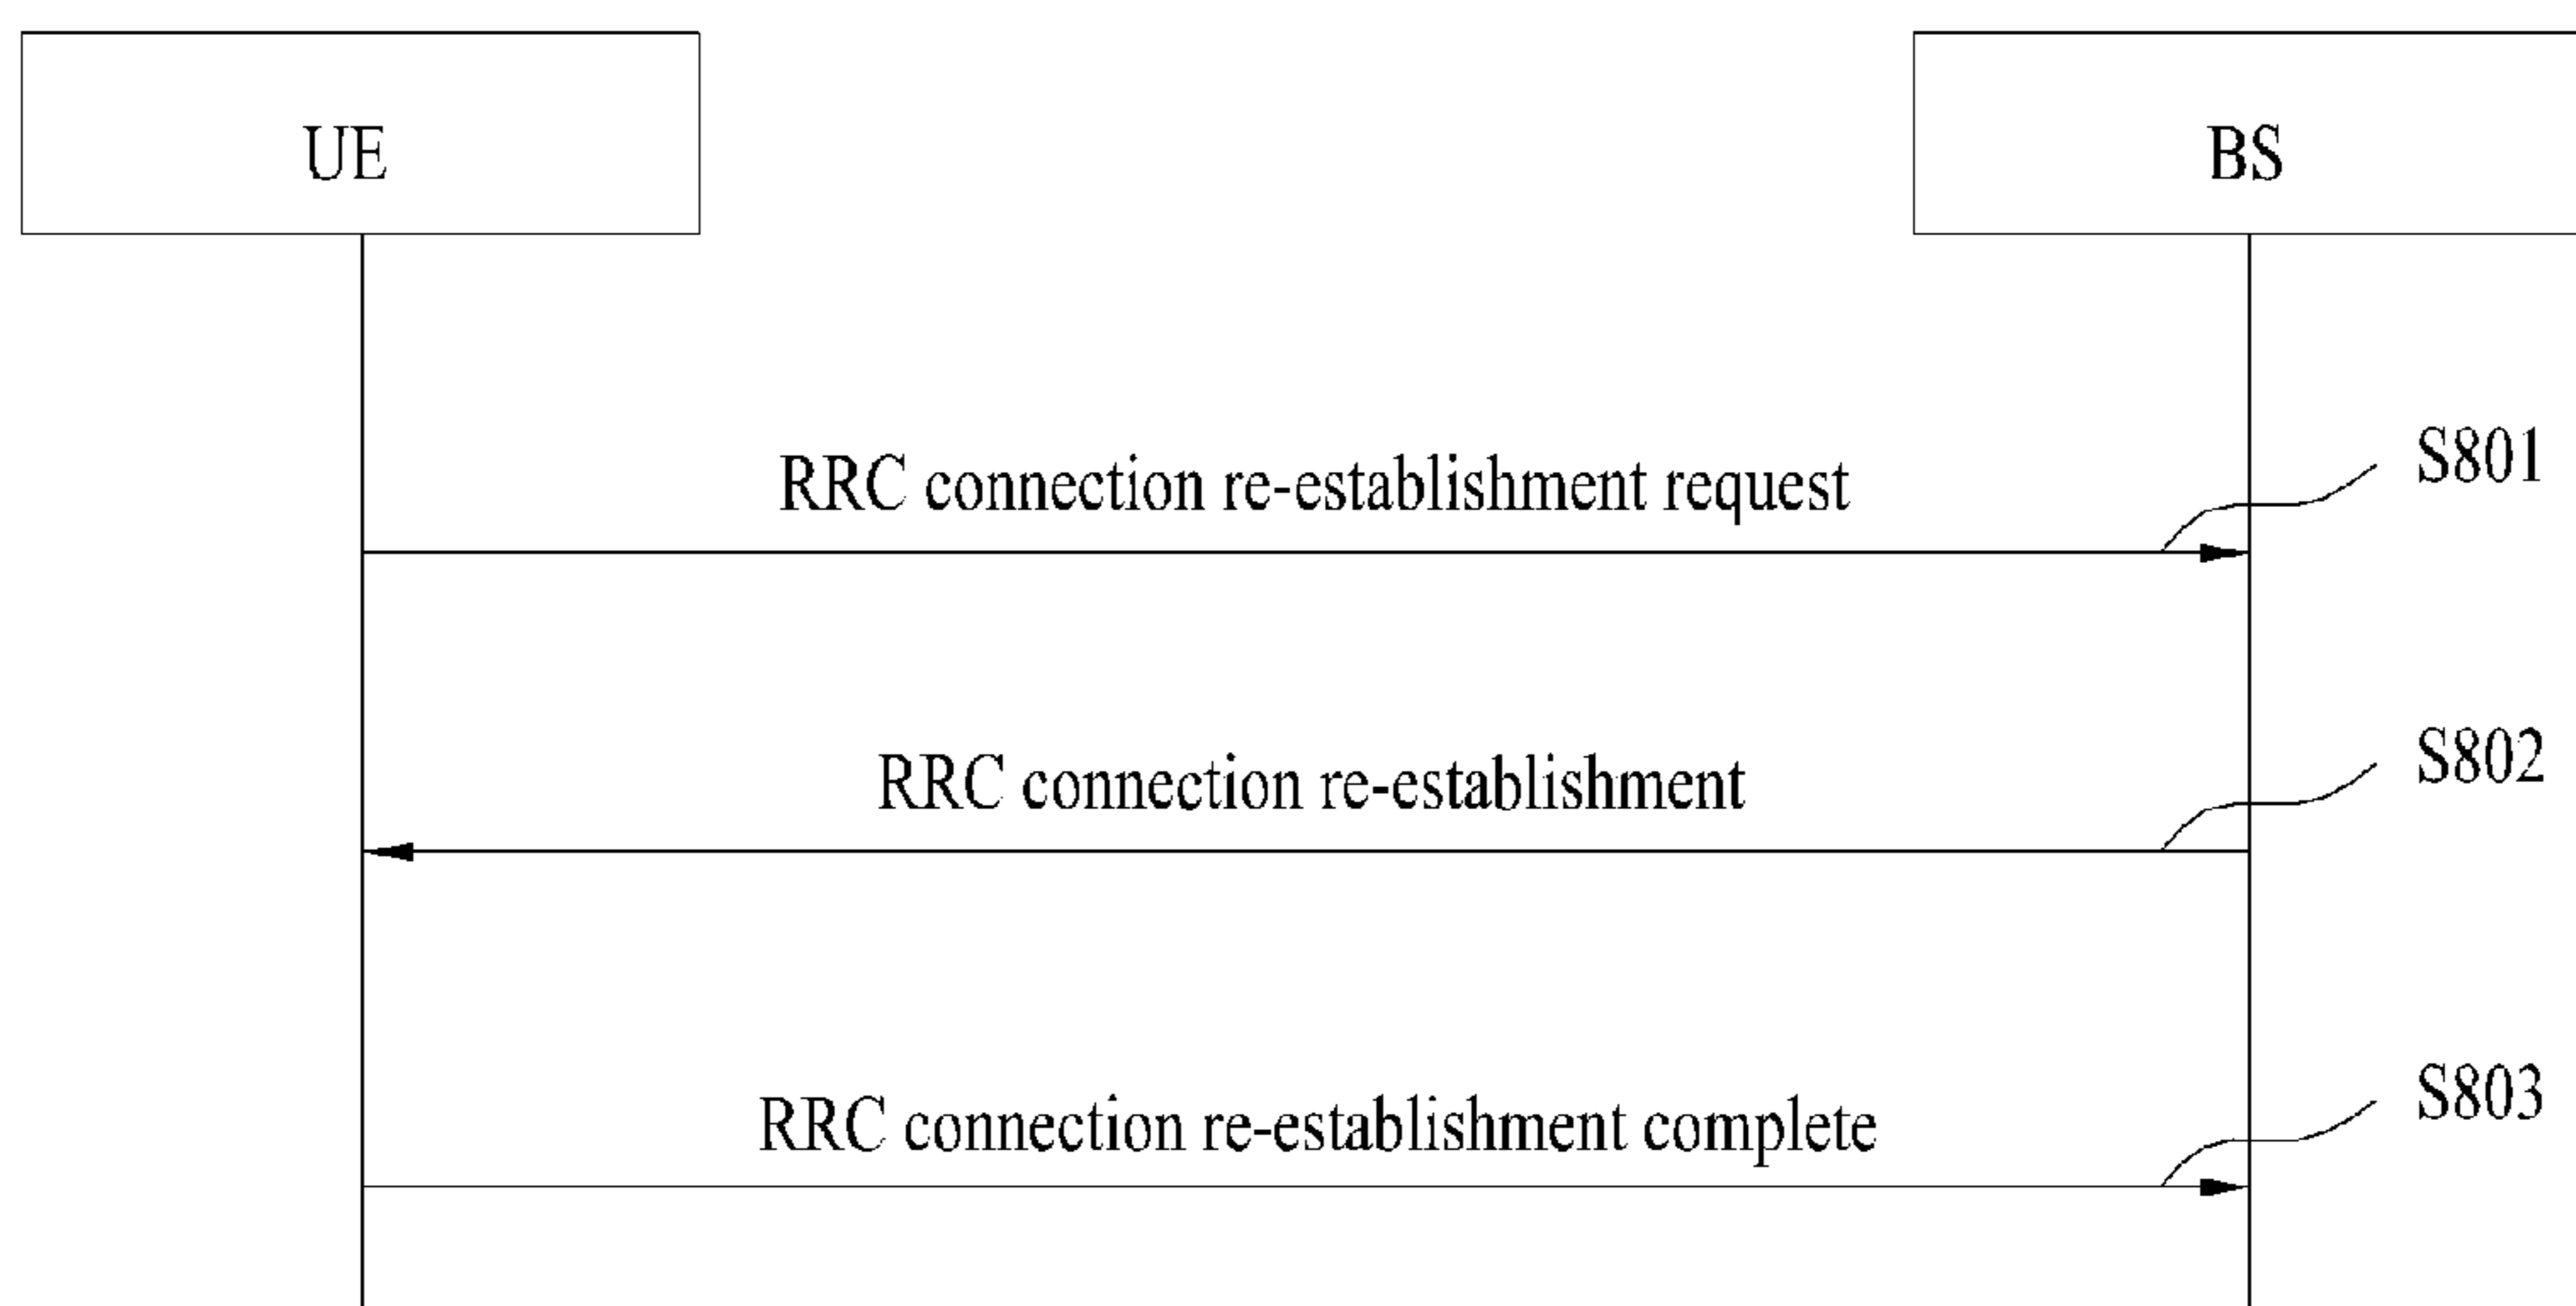 UE
BS
RRC connection re-establishment request
S801
RRC connection re-establishment
S802
RRC connection re-establishment complete
S803